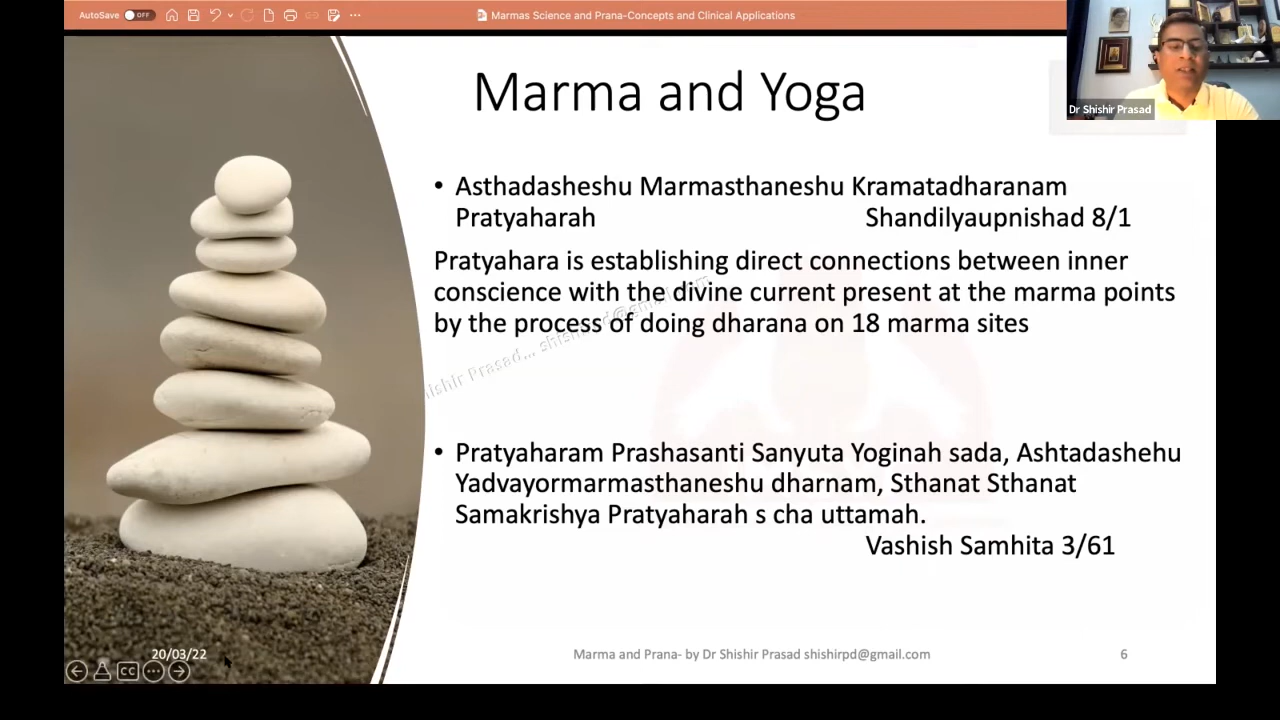 AutoSave OFF
Marmas Science and Prana-Concepts and Clinical Applications
Dr Shishir Prasad
Marma and Yoga
• Asthadasheshu Marmasthaneshu Kramatadharanam
Pratyaharah Shandilyaupnishad 8/1
Pratyahara is establishing direct connections between inner
conscience with the divine current present at the marma points
by the process of doing dharana on 18 marma sites
• Pratyaharam Prashasanti Sanyuta Yoginah sada, Ashtadashehu
Yadvayormarmasthaneshu dharnam, Sthanat Sthanat
Samakrishya Pratyaharah s cha uttamah.
Vashish Samhita 3/61
20/03/22
Marma and Prana- by Dr Shishir Prasad shishirpd@gmail.com
6
CC